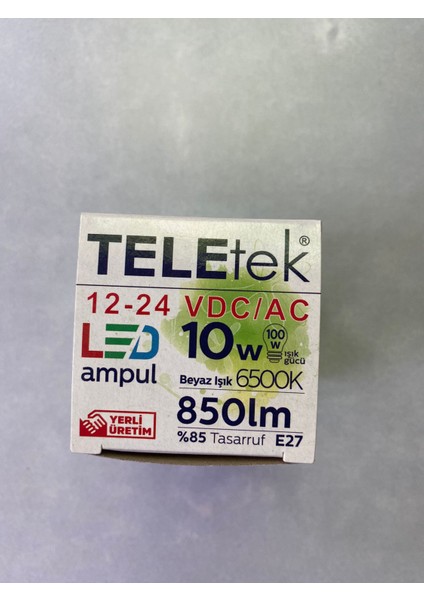 TELEtek®
12-24 VDC/AC
LED 10w 100 W ışık gücü
ampul
Beyaz Işık 6500K
850lm
YERLİ ÜRETİM
%85 Tasarruf E27